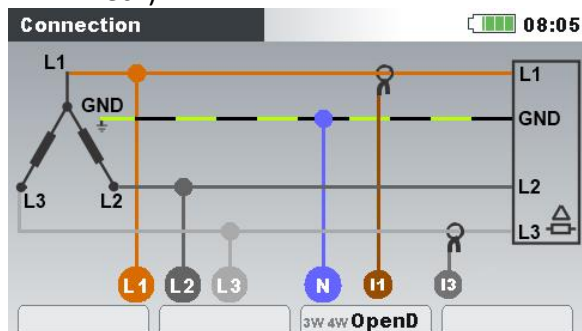 Connection 08:05
L1 L1
GND GND
L3 L2 L2
L3
L1 L2 L3 N I1 I3
3W 4W OpenD